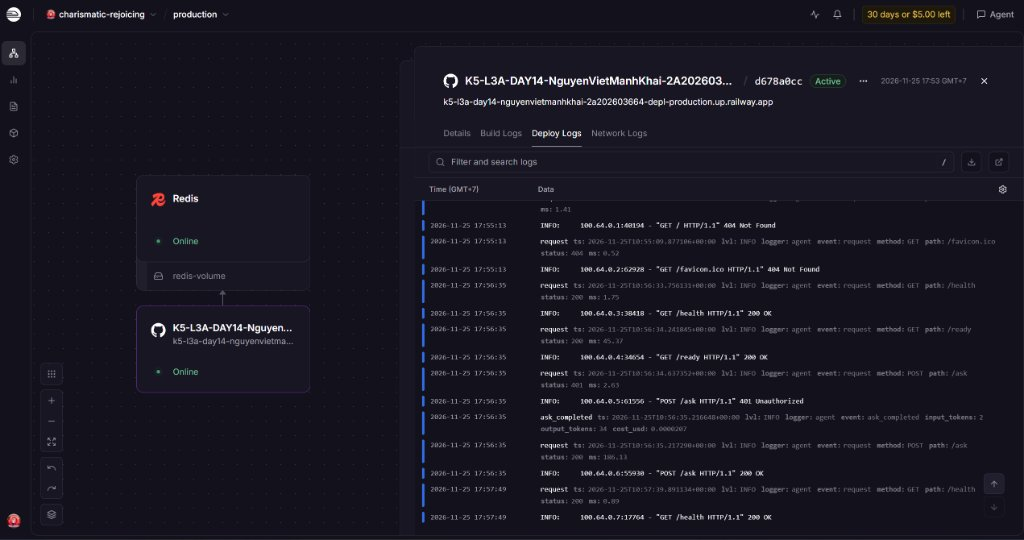 charismatic-rejoicing
production
30 days or $5.00 left
Agent
K5-L3A-DAY14-NguyenVietManhKhai-2A202603... / d678a0cc Active ... 2026-11-25 17:53 GMT+7
k5-l3a-day14-nguyenvietmanhkhai-2a202603664-depl-production.up.railway.app
Details Build Logs Deploy Logs Network Logs
Filter and search logs /
Time (GMT+7) Data
ms: 1.41
2026-11-25 17:55:13 INFO: 100.64.0.1:40194 - "GET / HTTP/1.1" 404 Not Found
2026-11-25 17:55:13 request ts: 2026-11-25T10:55:09.877106+00:00 lvl: INFO logger: agent event: request method: GET path: /favicon.ico
status: 404 ms: 0.52
2026-11-25 17:55:13 INFO: 100.64.0.2:62928 - "GET /favicon.ico HTTP/1.1" 404 Not Found
2026-11-25 17:56:35 request ts: 2026-11-25T10:56:33.756131+00:00 lvl: INFO logger: agent event: request method: GET path: /health
status: 200 ms: 1.75
2026-11-25 17:56:35 INFO: 100.64.0.3:38418 - "GET /health HTTP/1.1" 200 OK
2026-11-25 17:56:35 request ts: 2026-11-25T10:56:34.241845+00:00 lvl: INFO logger: agent event: request method: GET path: /ready
status: 200 ms: 45.37
2026-11-25 17:56:35 INFO: 100.64.0.4:34654 - "GET /ready HTTP/1.1" 200 OK
2026-11-25 17:56:35 request ts: 2026-11-25T10:56:34.637352+00:00 lvl: INFO logger: agent event: request method: POST path: /ask
status: 401 ms: 2.63
2026-11-25 17:56:35 INFO: 100.64.0.5:61556 - "POST /ask HTTP/1.1" 401 Unauthorized
2026-11-25 17:56:35 ask_completed ts: 2026-11-25T10:56:35.216648+00:00 lvl: INFO logger: agent event: ask_completed input_tokens: 2
output_tokens: 34 cost_usd: 0.0000207
2026-11-25 17:56:35 request ts: 2026-11-25T10:56:35.217290+00:00 lvl: INFO logger: agent event: request method: POST path: /ask
status: 200 ms: 186.13
2026-11-25 17:56:35 INFO: 100.64.0.6:55930 - "POST /ask HTTP/1.1" 200 OK
2026-11-25 17:57:49 request ts: 2026-11-25T10:57:39.891134+00:00 lvl: INFO logger: agent event: request method: GET path: /health
status: 200 ms: 0.89
2026-11-25 17:57:49 INFO: 100.64.0.7:17764 - "GET /health HTTP/1.1" 200 OK
Redis
Online
redis-volume
K5-L3A-DAY14-Nguyen...
k5-l3a-day14-nguyenvietma...
Online